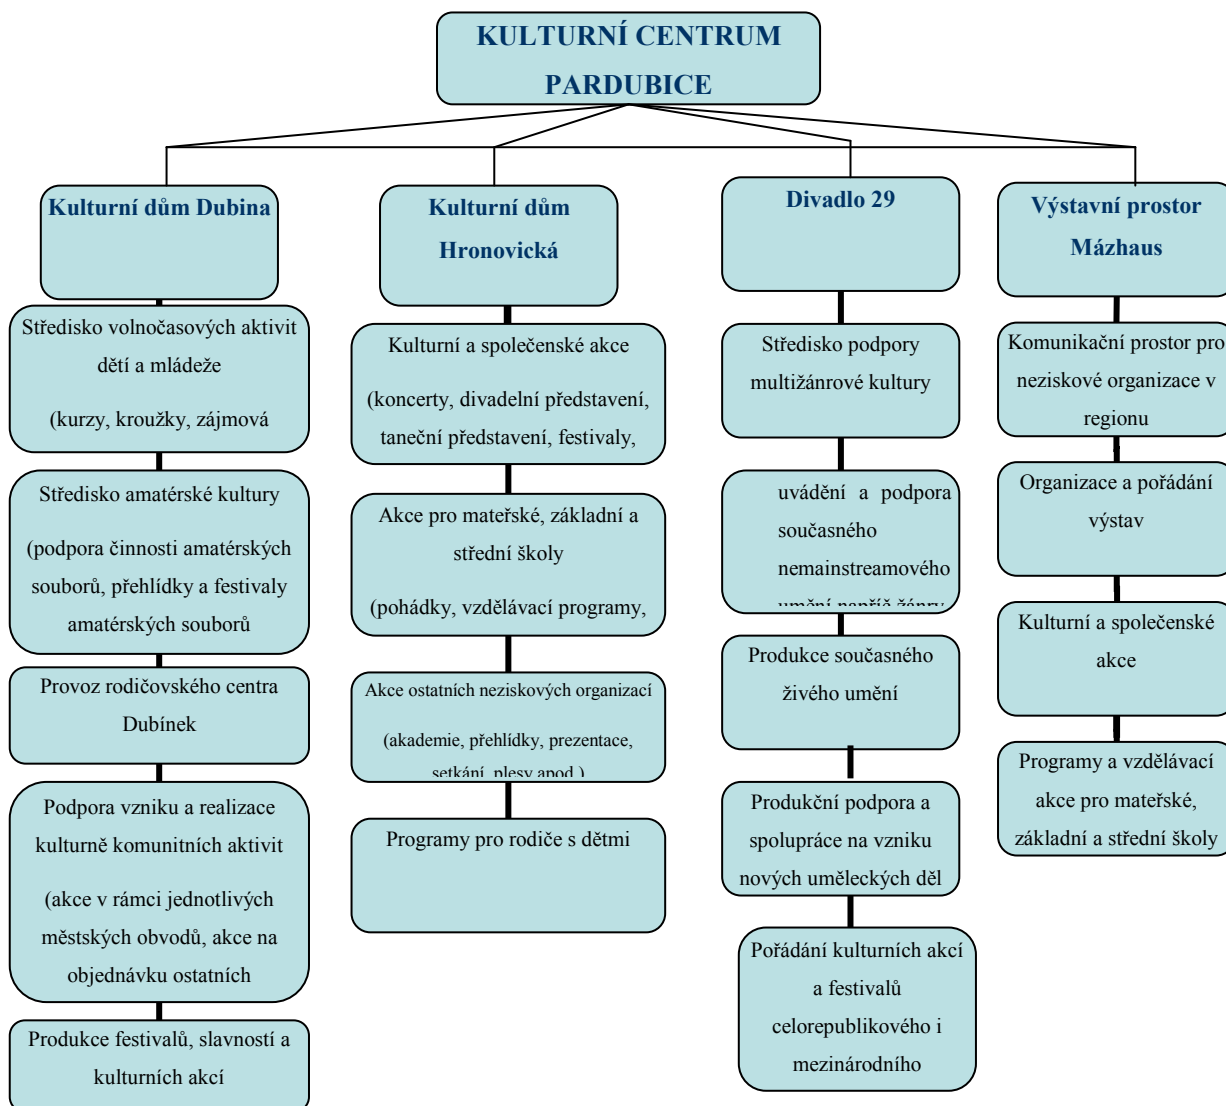 KULTURNÍ CENTRUM
PARDUBICE
Kulturní dům Dubina
Středisko volnočasových aktivit
dětí a mládeže
(kurzy, kroužky, zájmová
Středisko amatérské kultury
(podpora činnosti amatérských
souborů, přehlídky a festivaly
amatérských souborů
Provoz rodičovského centra
Dubínek
Podpora vzniku a realizace
kulturně komunitních aktivit
(akce v rámci jednotlivých
městských obvodů, akce na
objednávku ostatních
Produkce festivalů, slavností a
kulturních akcí
Kulturní dům
Hronovická
Kulturní a společenské akce
(koncerty, divadelní představení,
taneční představení, festivaly,
Akce pro mateřské, základní a
střední školy
(pohádky, vzdělávací programy,
Akce ostatních neziskových organizací
(akademie, přehlídky, prezentace,
setkání, plesy apod.)
Programy pro rodiče s dětmi
Divadlo 29
Středisko podpory
multižánrové kultury
uvádění a podpora
současného
nemainstreamového
umění napříč žánry
Produkce současného
živého umění
Produkční podpora a
spolupráce na vzniku
nových uměleckých děl
Pořádání kulturních akcí
a festivalů
celorepublikového i
mezinárodního
Výstavní prostor
Mázhaus
Komunikační prostor pro
neziskové organizace v
regionu
Organizace a pořádání
výstav
Kulturní a společenské
akce
Programy a vzdělávací
akce pro mateřské,
základní a střední školy